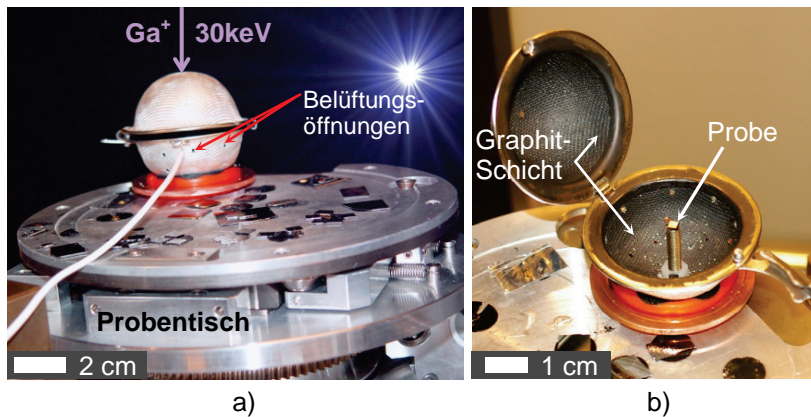 Ga⁺ 30keV
Belüftungs-
öffnungen
Probentisch
2 cm
a)
Graphit-
Schicht
Probe
1 cm
b)